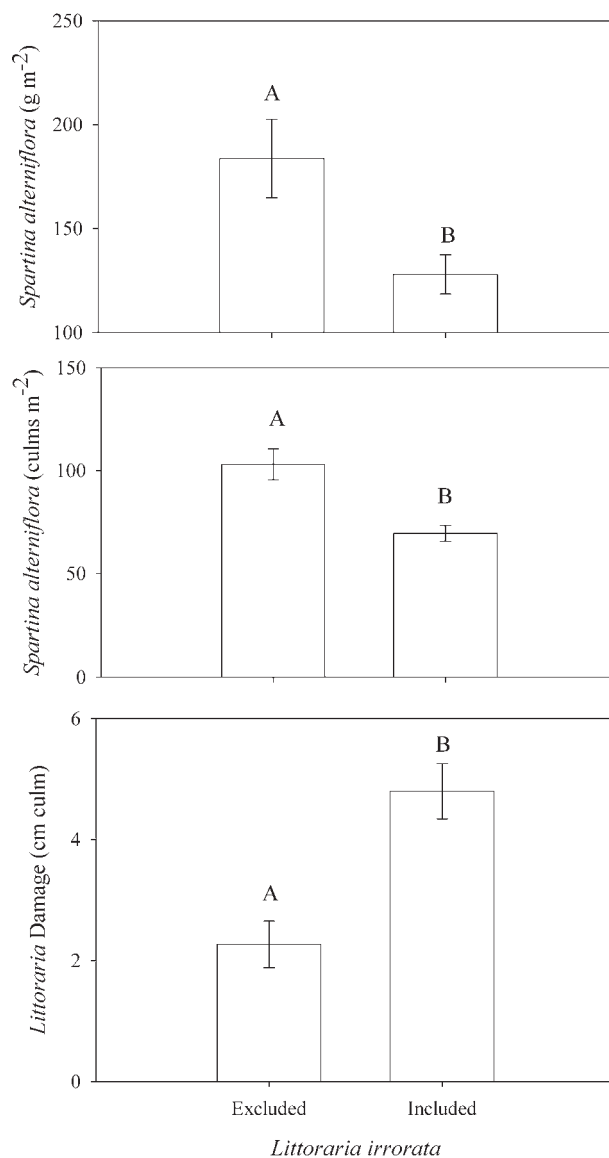 250
A
200
B
150
100
Spartina alterniflora (g m-2)
150
A
100
B
50
0
Spartina alterniflora (culms m-2)
6
B
4
A
2
0
Littoraria Damage (cm culm)
Excluded Included
Littoraria irrorata